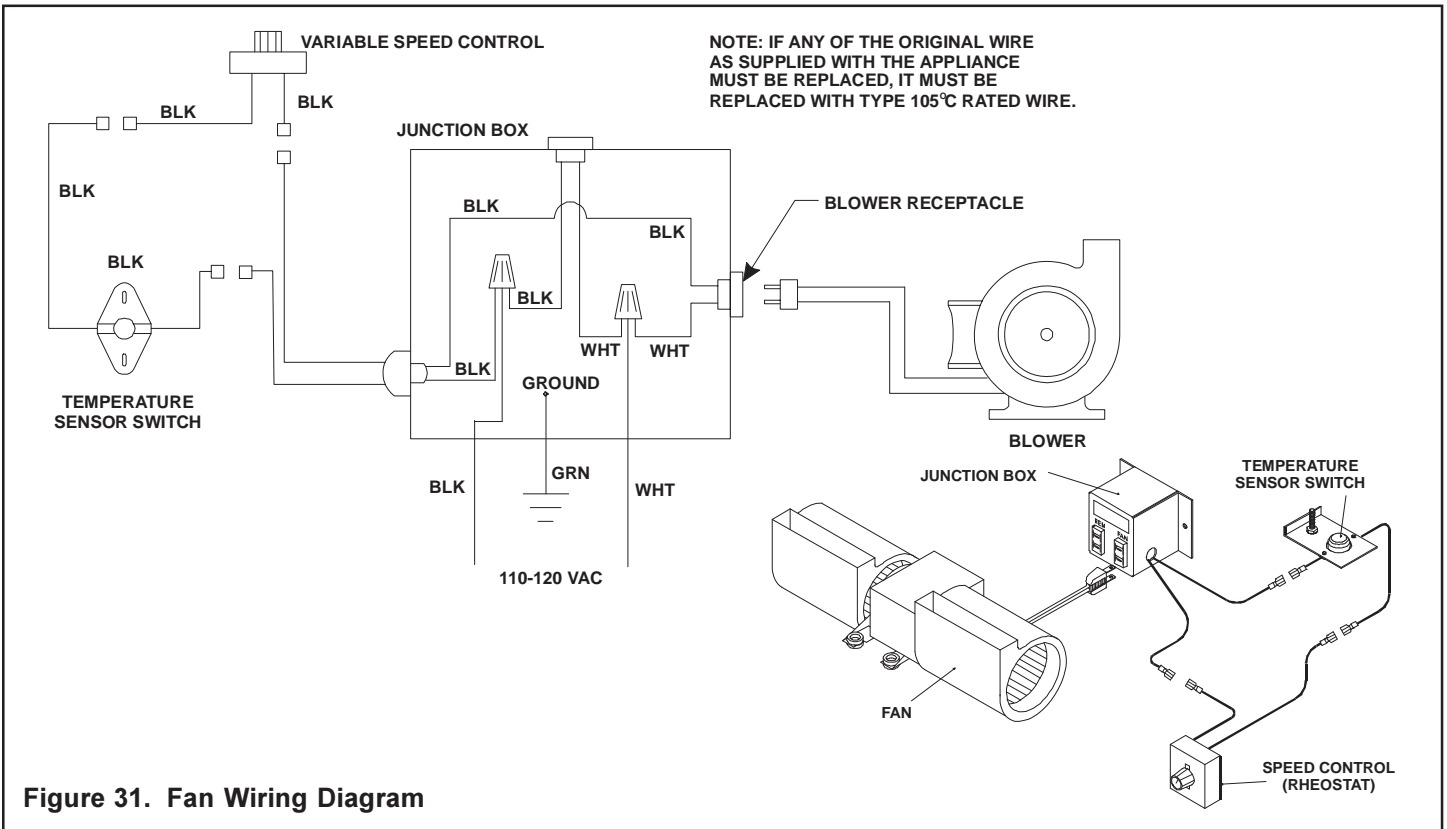 VARIABLE SPEED CONTROL
NOTE: IF ANY OF THE ORIGINAL WIRE
AS SUPPLIED WITH THE APPLIANCE
MUST BE REPLACED, IT MUST BE
REPLACED WITH TYPE 105°C RATED WIRE.
BLK
BLK
JUNCTION BOX
BLK
BLK
BLOWER RECEPTACLE
BLK
BLK
BLK
WHT
WHT
BLK
GROUND
TEMPERATURE
SENSOR SWITCH
BLOWER
GRN
BLK
WHT
110-120 VAC
JUNCTION BOX
TEMPERATURE
SENSOR SWITCH
REM
FAN
FAN
SPEED CONTROL
(RHEOSTAT)
Figure 31. Fan Wiring Diagram